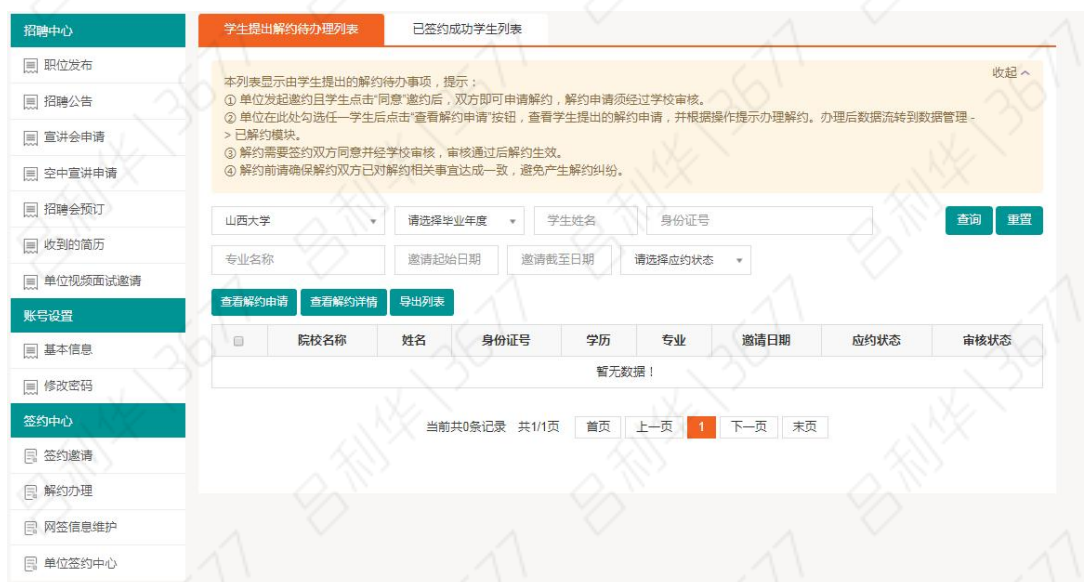 招聘中心
职位发布
招聘公告
宣讲会申请
空中宣讲申请
招聘会预订
收到的简历
单位视频面试邀请
账号设置
基本信息
修改密码
签约中心
签约邀请
解约办理
网签信息维护
单位签约中心
学生提出解约待办理列表 已签约成功学生列表
收起
本列表显示由学生提出的解约待办事项，提示：
① 单位发起邀约且学生点击“同意”邀约后，双方即可申请解约，解约申请须经过学校审核。
② 单位在此处勾选任一学生后点击“查看解约申请”按钮，查看学生提出的解约申请，并根据操作提示办理解约。办理后数据流转到数据管理 -
> 已解约模块。
③ 解约需要签约双方同意并经学校审核，审核通过后解约生效。
④ 解约前请确保解约双方已对解约相关事宜达成一致，避免产生解约纠纷。
山西大学 请选择毕业年度 学生姓名 身份证号 查询 重置
专业名称 邀请起始日期 邀请截至日期 请选择应约状态
查看解约申请 查看解约详情 导出列表
院校名称 姓名 身份证号 学历 专业 邀请日期 应约状态 审核状态
暂无数据！
当前共0条记录 共1/1页 首页 上一页 1 下一页 末页
吕利华 13677